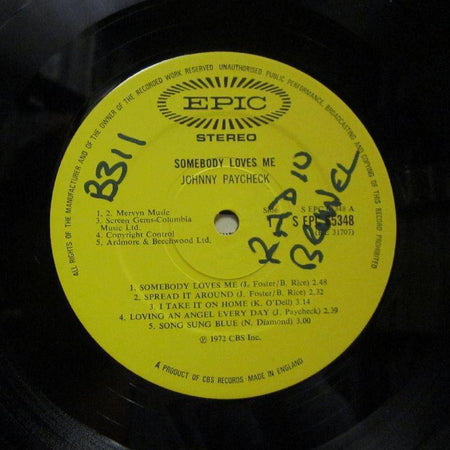 ALL RIGHTS OF THE MANUFACTURER AND OF THE OWNER OF THE RECORDED WORK RESERVED UNAUTHORISED PUBLIC PERFORMANCE, BROADCASTING AND COPYING OF THIS RECORD PROHIBITED
EPIC
STEREO
SOMEBODY LOVES ME
JOHNNY PAYCHECK
B311
RADIO
1, 2. Mervyn Music
3. Screen Gems-Columbia
Music Ltd.
4. Copyright Control
5. Ardmore & Beechwood Ltd.
Side
S EPC
A
5348
31707)
1. SOMEBODY LOVES ME (J. Foster/B. Rice) 2.48
2. SPREAD IT AROUND (J. Foster/B. Rice) 2.32
3. I TAKE IT ON HOME (K. O'Dell) 3.14
4. LOVING AN ANGEL EVERY DAY (J. Paycheck) 2.39
5. SONG SUNG BLUE (N. Diamond) 3.00
Ⓟ 1972 CBS Inc.
A PRODUCT OF CBS RECORDS · MADE IN ENGLAND